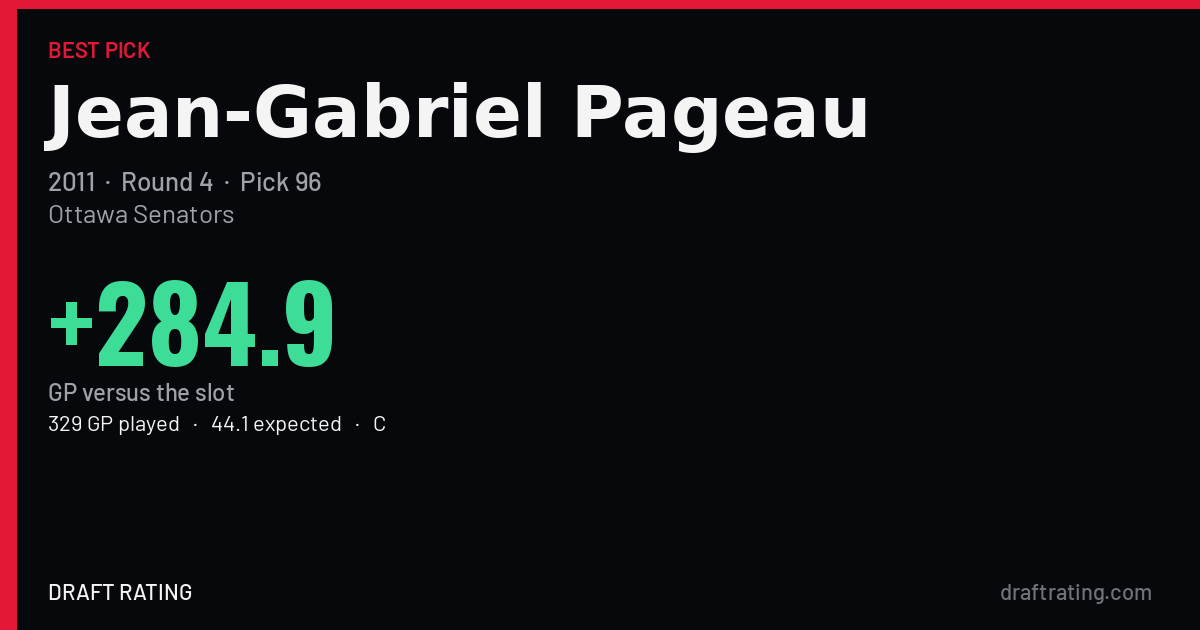 BEST PICK
Jean-Gabriel Pageau
2011 · Round 4 · Pick 96
Ottawa Senators
+284.9
GP versus the slot
329 GP played · 44.1 expected · C
DRAFT RATING
draftrating.com